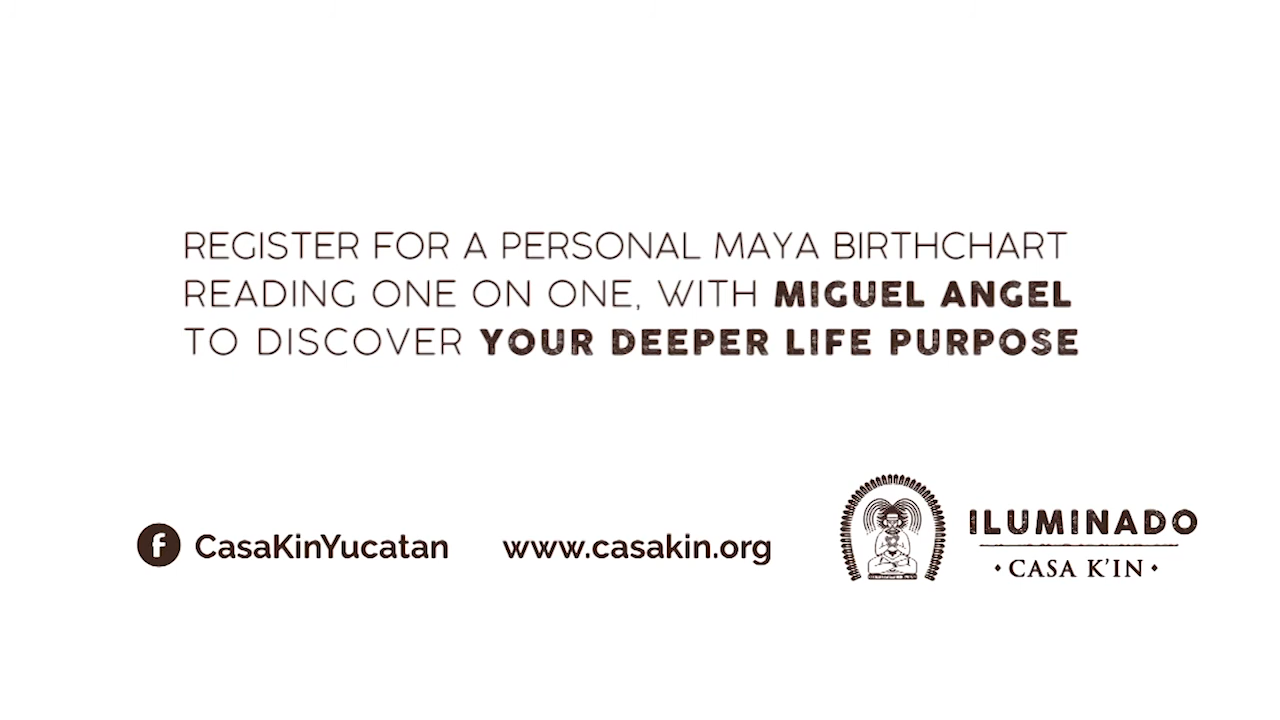 REGISTER FOR A PERSONAL MAYA BIRTHCHART
READING ONE ON ONE, WITH MIGUEL ANGEL
TO DISCOVER YOUR DEEPER LIFE PURPOSE
f CasaKinYucatan
www.casakin.org
ILUMINADO
• CASA K'IN •